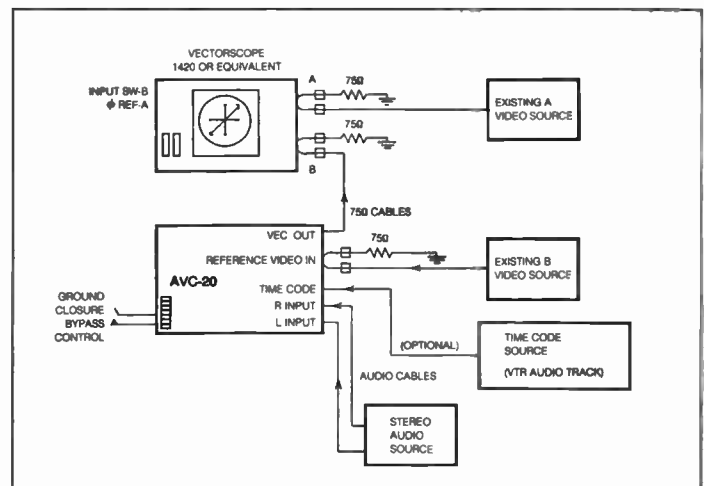 VECTORSCOPE
1420 OR EQUIVALENT
INPUT SW-B
ϕ REF-A
A
75Ω
EXISTING A
VIDEO SOURCE
75Ω
B
75Ω CABLES
VEC OUT
75Ω
REFERENCE VIDEO IN
EXISTING B
VIDEO SOURCE
AVC-20
TIME CODE
R INPUT
L INPUT
GROUND
CLOSURE
BYPASS
CONTROL
(OPTIONAL)
TIME CODE
SOURCE
(VTR AUDIO TRACK)
AUDIO CABLES
STEREO
AUDIO
SOURCE